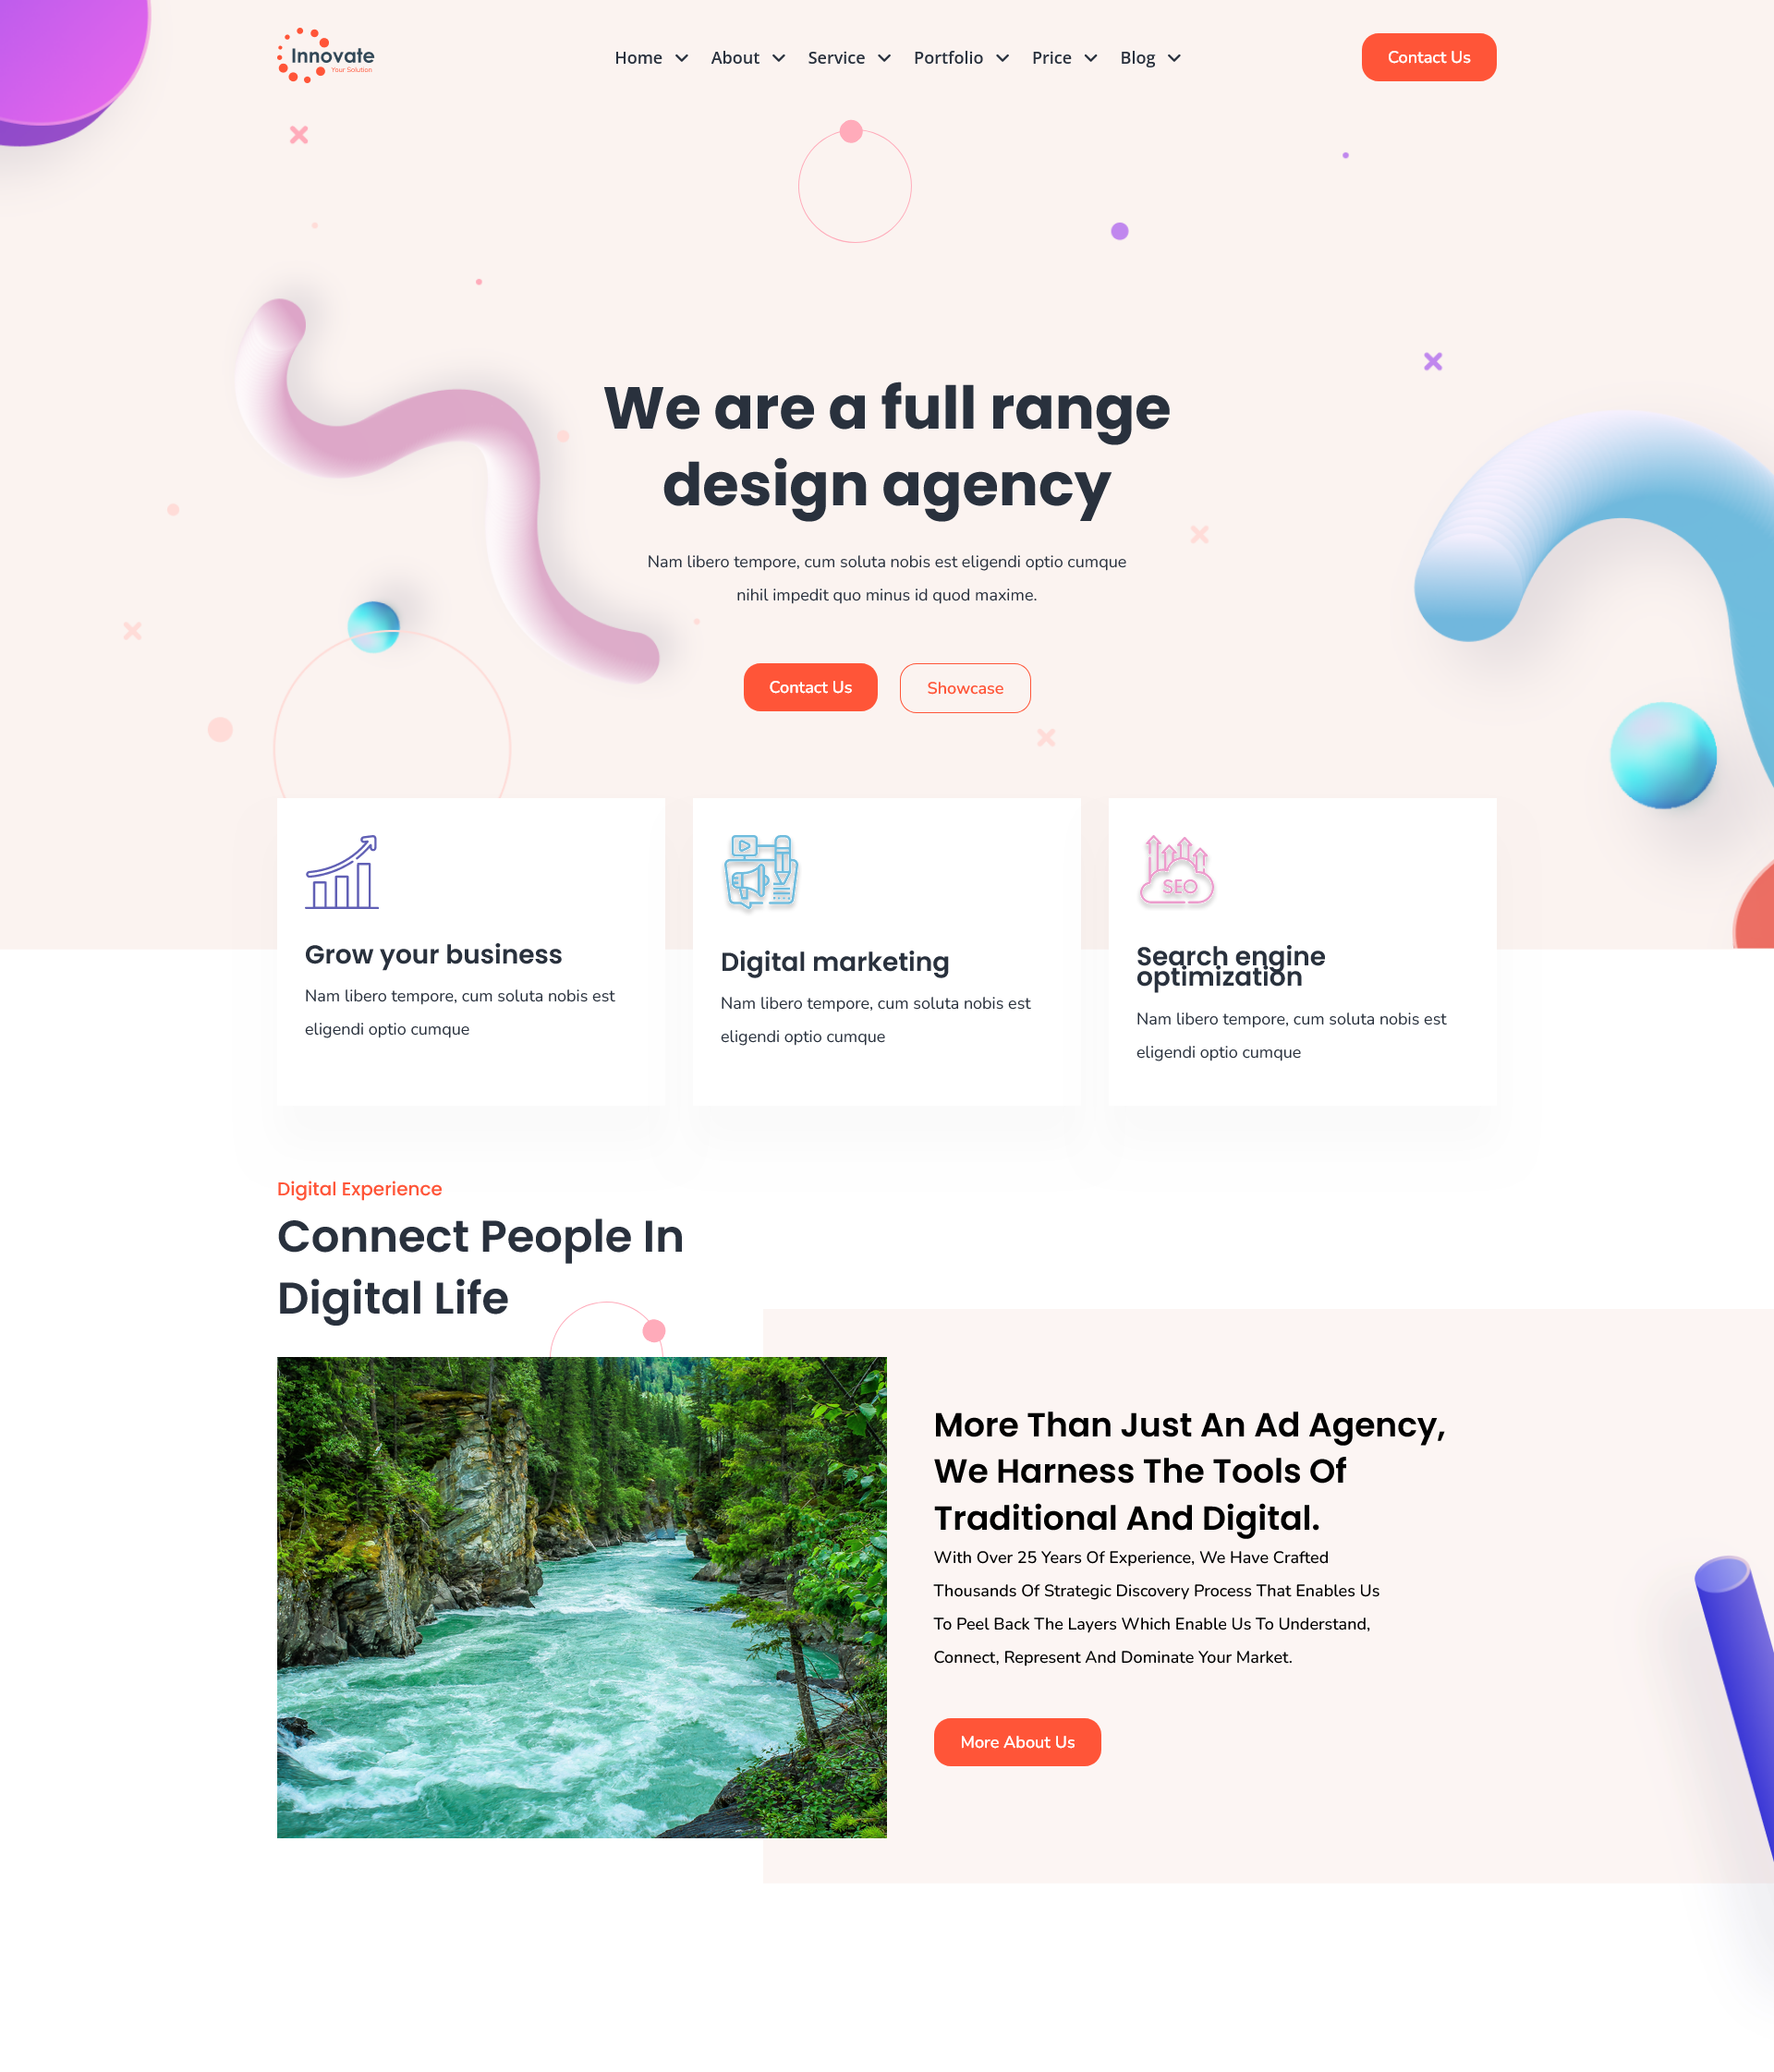 Innovate
Your Solution
Home About Service Portfolio Price Blog
Contact Us
We are a full range
design agency
Nam libero tempore, cum soluta nobis est eligendi optio cumque
nihil impedit quo minus id quod maxime.
Contact Us
Showcase
Grow your business
Nam libero tempore, cum soluta nobis est
eligendi optio cumque
Digital marketing
Nam libero tempore, cum soluta nobis est
eligendi optio cumque
SEO
Search engine
optimization
Nam libero tempore, cum soluta nobis est
eligendi optio cumque
Digital Experience
Connect People In
Digital Life
More Than Just An Ad Agency,
We Harness The Tools Of
Traditional And Digital.
With Over 25 Years Of Experience, We Have Crafted
Thousands Of Strategic Discovery Process That Enables Us
To Peel Back The Layers Which Enable Us To Understand,
Connect, Represent And Dominate Your Market.
More About Us